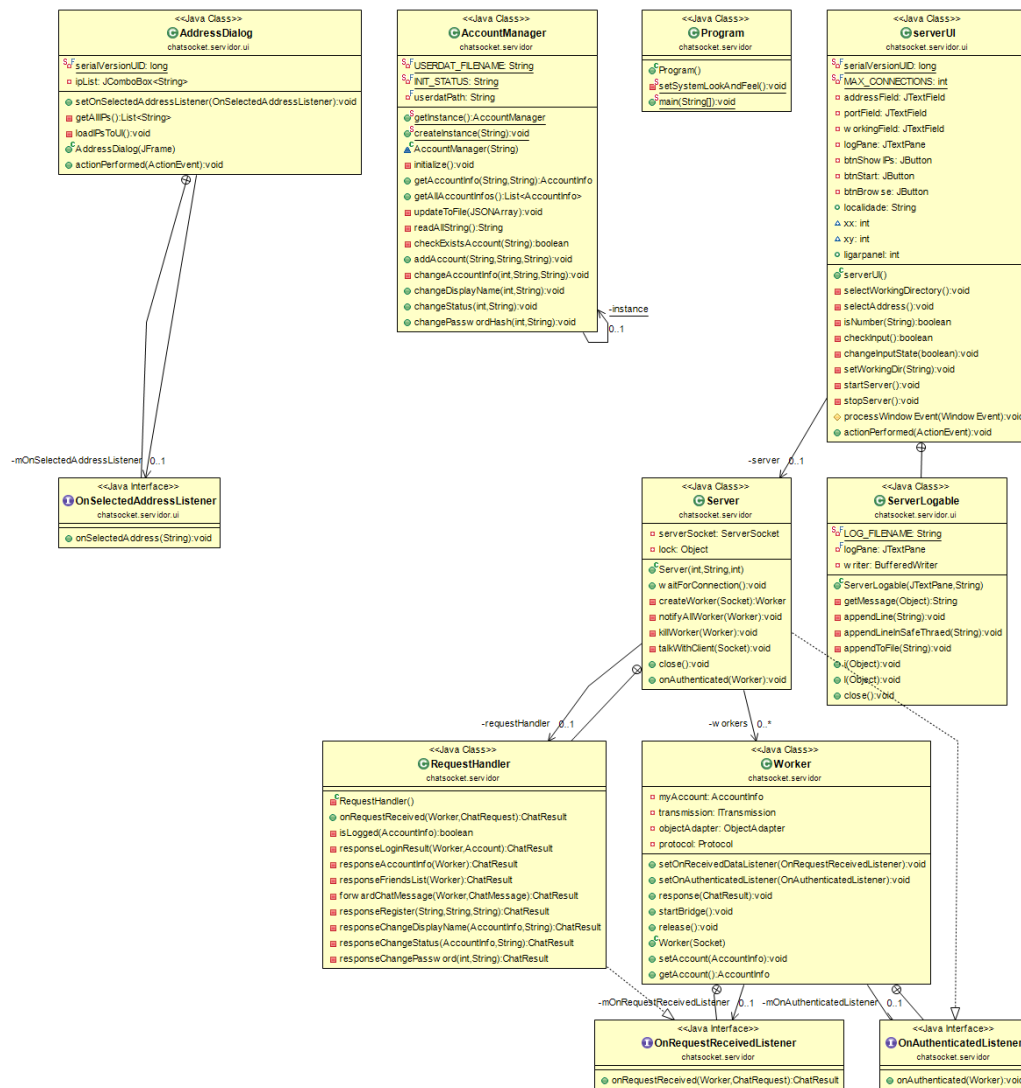 <<Java Class>>
AddressDialog
chatsocket.servidor.ui
serialVersionUID: long
ipList: JComboBox<String>
setOnSelectedAddressListener(OnSelectedAddressListener):void
getAllIPs():List<String>
loadIPsToUI():void
AddressDialog(JFrame)
actionPerformed(ActionEvent):void
<<Java Class>>
AccountManager
chatsocket.servidor
USERDAT_FILENAME: String
INIT_STATUS: String
userdatPath: String
getInstance():AccountManager
createInstance(String):void
AccountManager(String)
initialize():void
getAccountInfo(String,String):AccountInfo
getAllAccountInfos():List<AccountInfo>
updateToFile(JSONArray):void
readAllString():String
checkExistsAccount(String):boolean
addAccount(String,String,String):void
changeAccountInfo(int,String,String):void
changeDisplayName(int,String):void
changeStatus(int,String):void
changePasswordHash(int,String):void
-instance
0..1
<<Java Class>>
Program
chatsocket.servidor
Program()
setSystemLookAndFeel():void
main(String[]):void
<<Java Class>>
serverUI
chatsocket.servidor.ui
serialVersionUID: long
MAX_CONNECTIONS: int
addressField: JTextField
portField: JTextField
workingField: JTextField
logPane: JTextPane
btnShowIPs: JButton
btnStart: JButton
btnBrowse: JButton
localidade: String
xx: int
xy: int
ligarpanel: int
serverUI()
selectWorkingDirectory():void
selectAddress():void
isNumber(String):boolean
checkInput():boolean
changeInputState(boolean):void
setWorkingDir(String):void
startServer():void
stopServer():void
processWindowEvent(WindowEvent):void
actionPerformed(ActionEvent):void
-mOnSelectedAddressListener 0..1
<<Java Interface>>
OnSelectedAddressListener
chatsocket.servidor.ui
onSelectedAddress(String):void
-server 0..1
<<Java Class>>
Server
chatsocket.servidor
serverSocket: ServerSocket
lock: Object
Server(int,String,int)
waitForConnection():void
createWorker(Socket):Worker
notifyAllWorker(Worker):void
killWorker(Worker):void
talkWithClient(Socket):void
close():void
onAuthenticated(Worker):void
<<Java Class>>
ServerLogable
chatsocket.servidor.ui
LOG_FILENAME: String
logPane: JTextPane
writer: BufferedWriter
ServerLogable(JTextPane,String)
getMessage(Object):String
appendLine(String):void
appendLineInSafeThraed(String):void
appendToFile(String):void
i(Object):void
l(Object):void
close():void
-requestHandler 0..1
-workers 0..*
<<Java Class>>
RequestHandler
chatsocket.servidor
RequestHandler()
onRequestReceived(Worker,ChatRequest):ChatResult
isLogged(AccountInfo):boolean
responseLoginResult(Worker,Account):ChatResult
responseAccountInfo(Worker):ChatResult
responseFriendsList(Worker):ChatResult
forwardChatMessage(Worker,ChatMessage):ChatResult
responseRegister(String,String,String):ChatResult
responseChangeDisplayName(AccountInfo,String):ChatResult
responseChangeStatus(AccountInfo,String):ChatResult
responseChangePassword(int,String):ChatResult
<<Java Class>>
Worker
chatsocket.servidor
myAccount: AccountInfo
transmission: ITransmission
objectAdapter: ObjectAdapter
protocol: Protocol
setOnReceivedDataListener(OnRequestReceivedListener):void
setOnAuthenticatedListener(OnAuthenticatedListener):void
response(ChatResult):void
startBridge():void
release():void
Worker(Socket)
setAccount(AccountInfo):void
getAccount():AccountInfo
-mOnRequestReceivedListener 0..1
-mOnAuthenticatedListener 0..1
<<Java Interface>>
OnRequestReceivedListener
chatsocket.servidor
onRequestReceived(Worker,ChatRequest):ChatResult
<<Java Interface>>
OnAuthenticatedListener
chatsocket.servidor
onAuthenticated(Worker):void